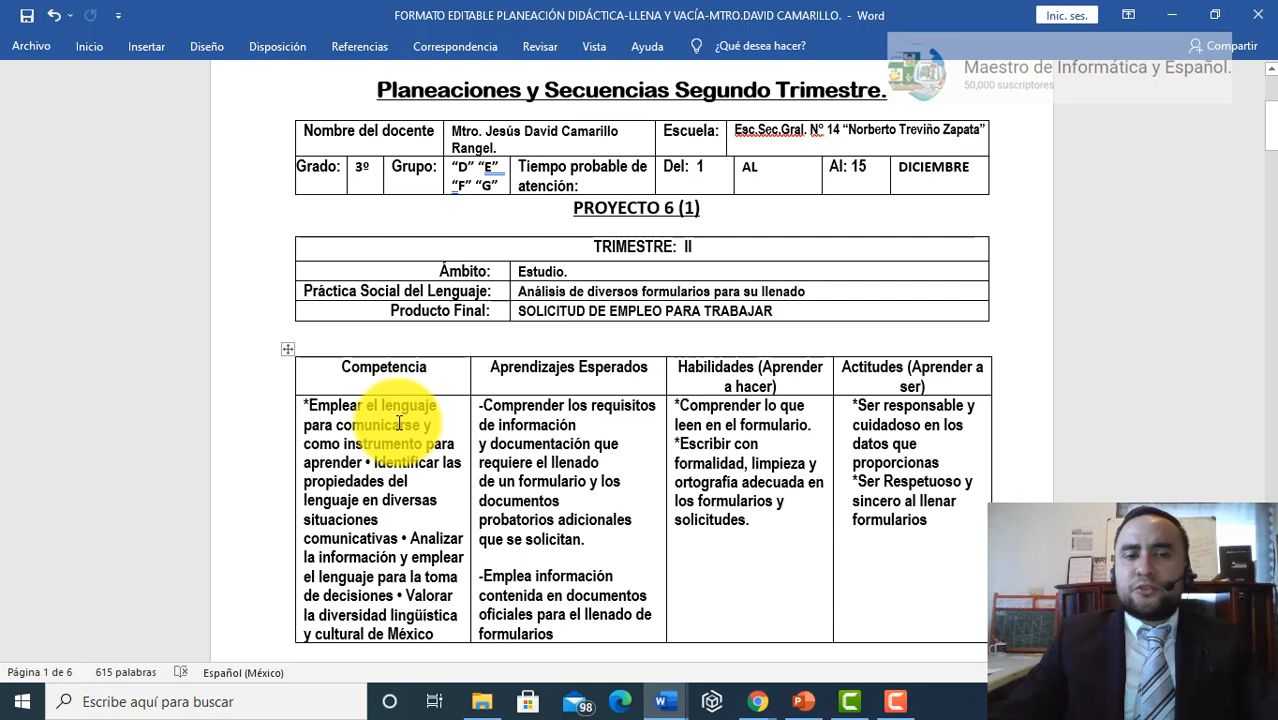 FORMATO EDITABLE PLANEACIÓN DIDÁCTICA-LLENA Y VACÍA-MTRO.DAVID CAMARILLO. - Word
Inic. ses.
Archivo Inicio Insertar Diseño Disposición Referencias Correspondencia Revisar Vista Ayuda ¿Qué desea hacer? Compartir
Maestro de Informática y Español.
50,000 suscriptores
Planeaciones y Secuencias Segundo Trimestre.
Nombre del docente
Mtro. Jesús David Camarillo
Rangel.
Escuela:
Esc.Sec.Gral. N° 14 “Norberto Treviño Zapata”
Grado: 3º Grupo:
“D” “E”
“F” “G”
Tiempo probable de
atención:
Del: 1 AL Al: 15 DICIEMBRE
PROYECTO 6 (1)
TRIMESTRE: II
Ámbito: Estudio.
Práctica Social del Lenguaje: Análisis de diversos formularios para su llenado
Producto Final: SOLICITUD DE EMPLEO PARA TRABAJAR
Competencia
*Emplear el lenguaje
para comunicarse y
como instrumento para
aprender • Identificar las
propiedades del
lenguaje en diversas
situaciones
comunicativas • Analizar
la información y emplear
el lenguaje para la toma
de decisiones • Valorar
la diversidad lingüística
y cultural de México
Aprendizajes Esperados
-Comprender los requisitos
de información
y documentación que
requiere el llenado
de un formulario y los
documentos
probatorios adicionales
que se solicitan.
-Emplea información
contenida en documentos
oficiales para el llenado de
formularios
Habilidades (Aprender
a hacer)
*Comprender lo que
leen en el formulario.
*Escribir con
formalidad, limpieza y
ortografía adecuada en
los formularios y
solicitudes.
Actitudes (Aprender a
ser)
*Ser responsable y
cuidadoso en los
datos que
proporcionas
*Ser Respetuoso y
sincero al llenar
formularios
Página 1 de 6 615 palabras Español (México)
Escribe aquí para buscar
98